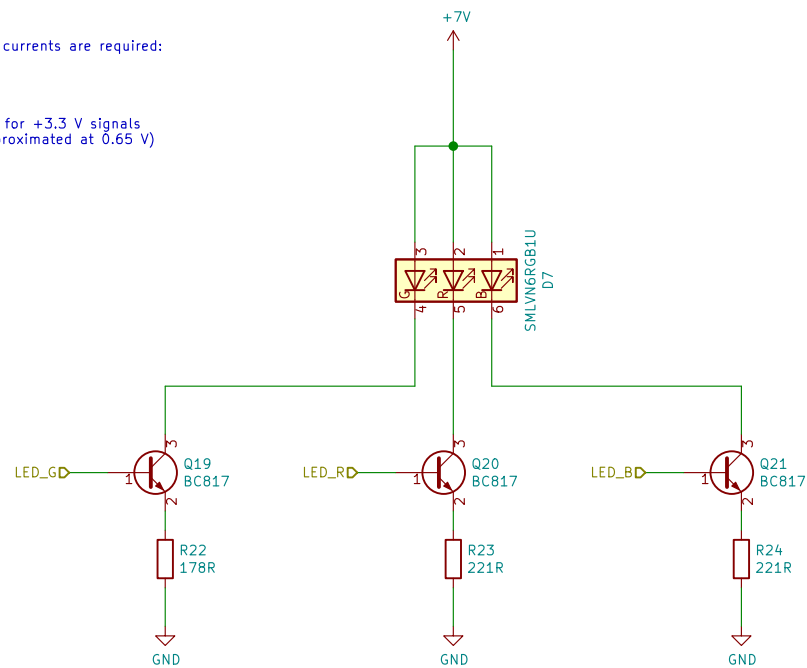 +7V
currents are required:
for +3.3 V signals
roximated at 0.65 V)
3
2
1
G
R
B
4
5
6
SMLVN6RGB1U
D7
LED_G
1
3
2
Q19
BC817
LED_R
1
3
2
Q20
BC817
LED_B
1
3
2
Q21
BC817
R22
178R
R23
221R
R24
221R
GND
GND
GND